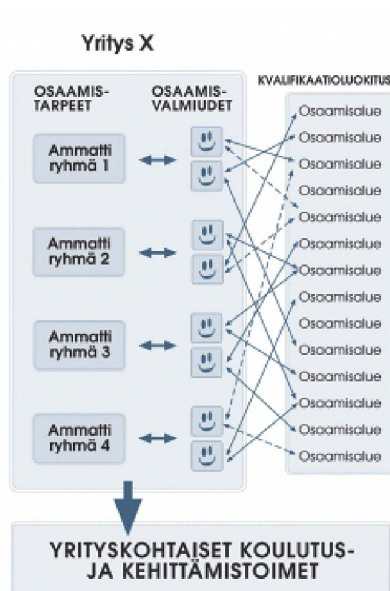 Yritys X
OSAAMIS-
TARPEET
OSAAMIS-
VALMIUDET
KVALIFIKAATIOLUOKITUS
Ammatti
ryhmä 1
Ammatti
ryhmä 2
Ammatti
ryhmä 3
Ammatti
ryhmä 4
Osaamisalue
Osaamisalue
Osaamisalue
Osaamisalue
Osaamisalue
Osaamisalue
Osaamisalue
Osaamisalue
Osaamisalue
Osaamisalue
Osaamisalue
Osaamisalue
Osaamisalue
Osaamisalue
YRITYSKOHTAISET KOULUTUS-
JA KEHITTÄMISTOIMET